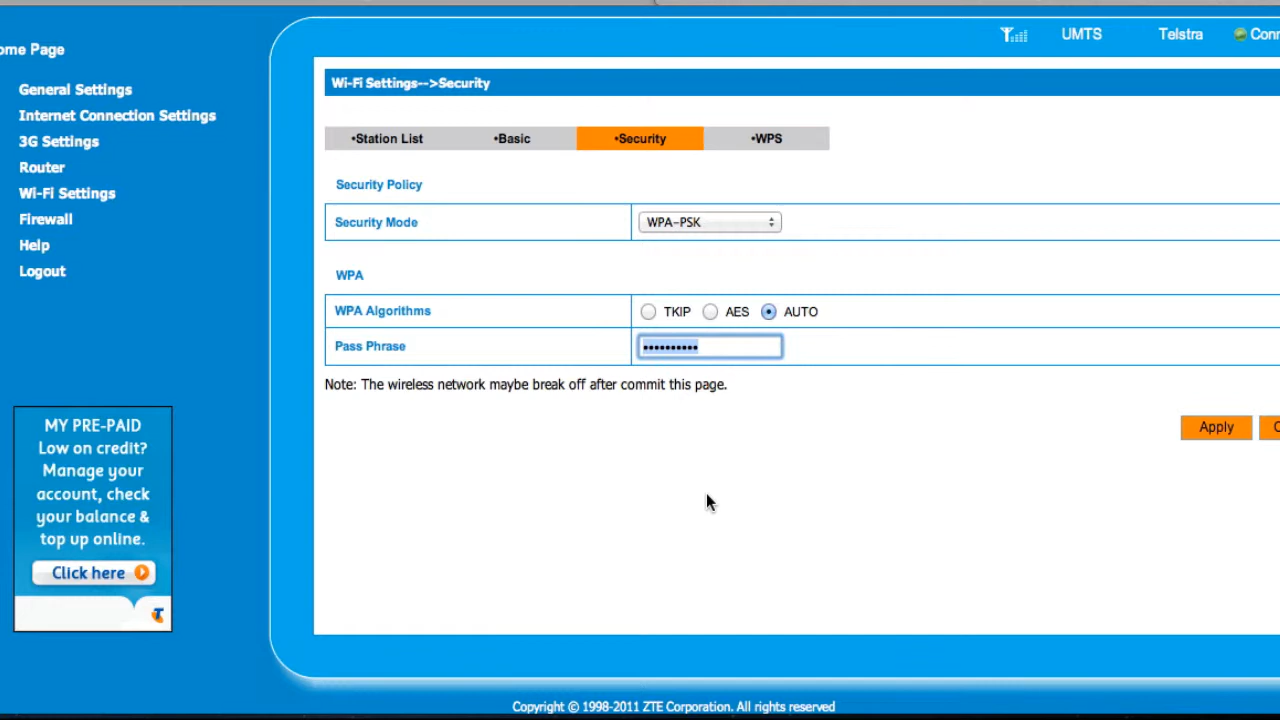 UMTS Telstra
ome Page
General Settings
Internet Connection Settings
3G Settings
Router
Wi-Fi Settings
Firewall
Help
Logout
Wi-Fi Settings-->Security
•Station List •Basic •Security •WPS
Security Policy
Security Mode WPA-PSK
WPA
WPA Algorithms TKIP AES AUTO
Pass Phrase ••••••••••
Note: The wireless network maybe break off after commit this page.
Apply
MY PRE-PAID
Low on credit?
Manage your
account, check
your balance &
top up online.
Click here
T
Copyright © 1998-2011 ZTE Corporation. All rights reserved